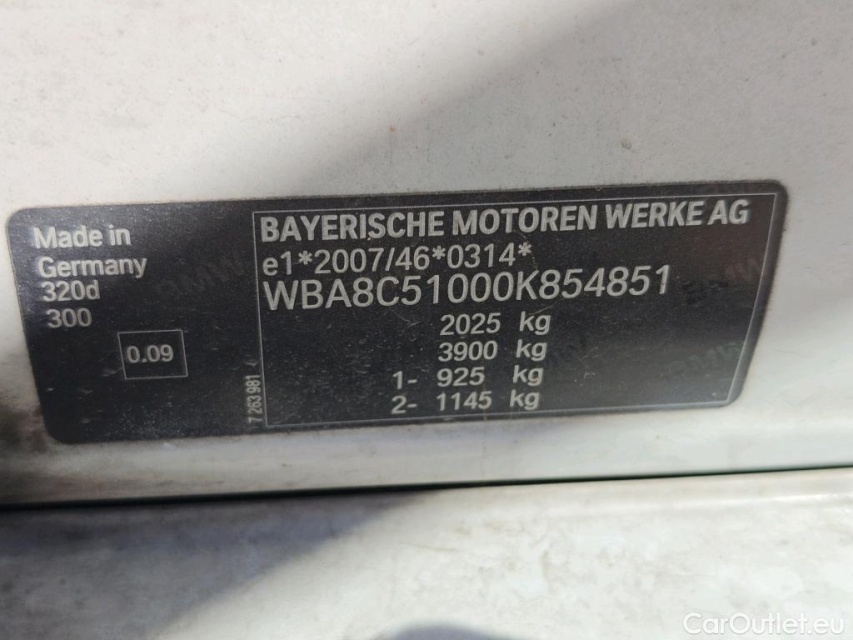 Made in
Germany
320d
300
0.09
7 263 981
BAYERISCHE MOTOREN WERKE AG
e1*2007/46*0314*
WBA8C51000K854851
2025 kg
3900 kg
1- 925 kg
2- 1145 kg
CarOutlet.eu